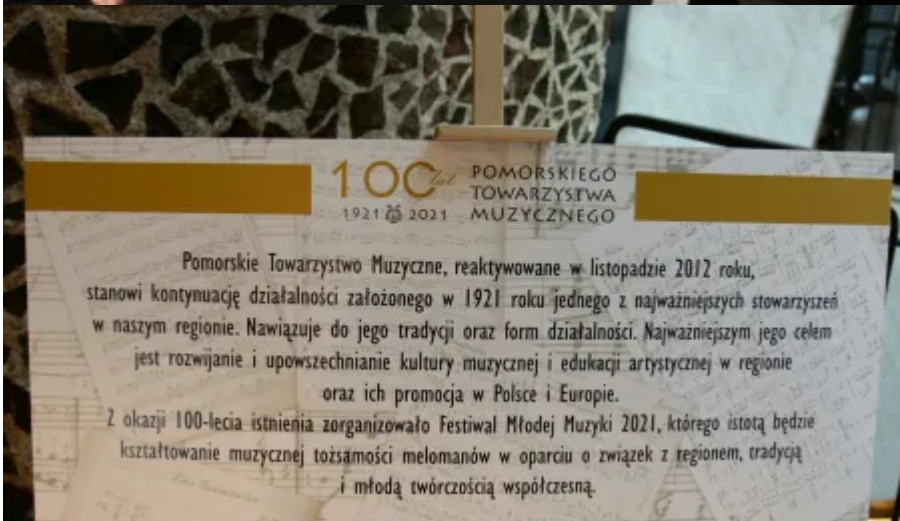 100 lat
1921 2021
POMORSKIEGO
TOWARZYSTWA
MUZYCZNEGO
Pomorskie Towarzystwo Muzyczne, reaktywowane w listopadzie 2012 roku,
stanowi kontynuację działalności założonego w 1921 roku jednego z najważniejszych stowarzyszeń
w naszym regionie. Nawiązuje do jego tradycji oraz form działalności. Najważniejszym jego celem
jest rozwijanie i upowszechnianie kultury muzycznej i edukacji artystycznej w regionie
oraz ich promocja w Polsce i Europie.
Z okazji 100-lecia istnienia zorganizowało Festiwal Młodej Muzyki 2021, którego istotą będzie
kształtowanie muzycznej tożsamości melomanów w oparciu o związek z regionem, tradycją
i młodą twórczością współczesną.